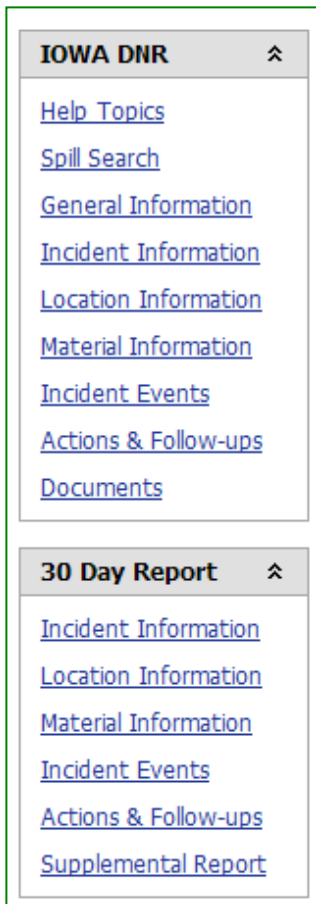 IOWA DNR
Help Topics
Spill Search
General Information
Incident Information
Location Information
Material Information
Incident Events
Actions & Follow-ups
Documents
30 Day Report
Incident Information
Location Information
Material Information
Incident Events
Actions & Follow-ups
Supplemental Report